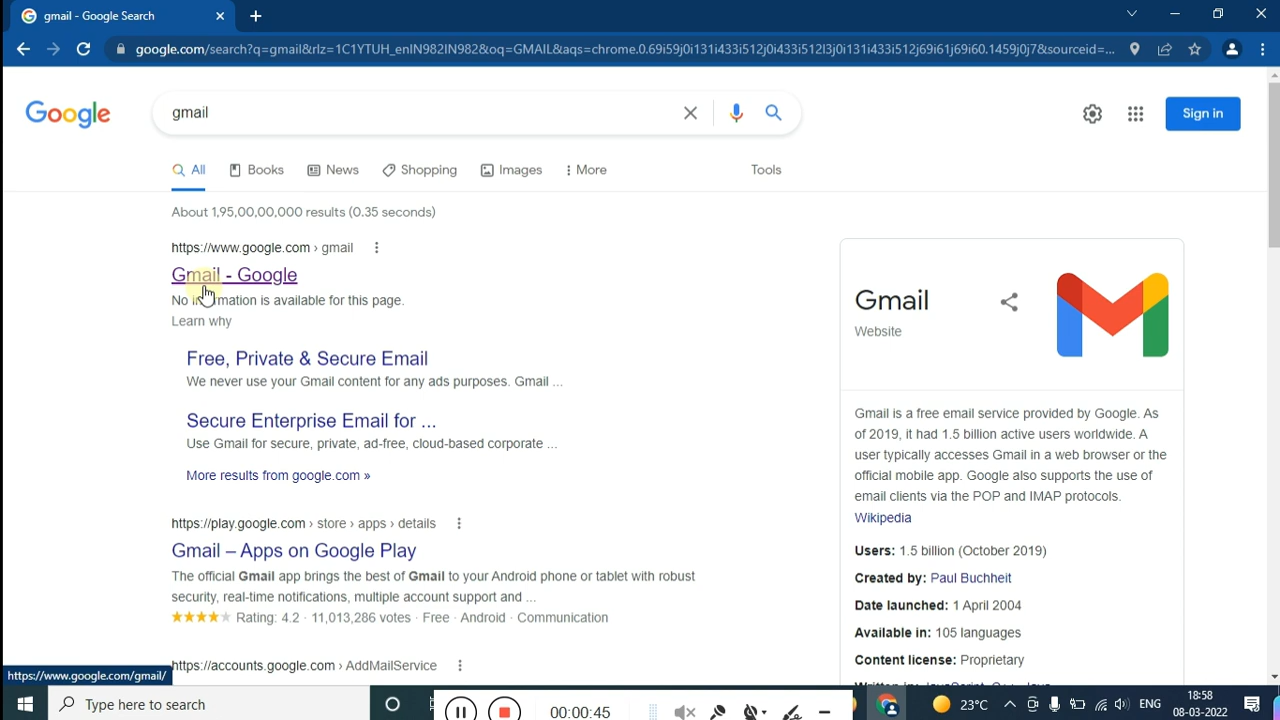 gmail - Google Search
google.com/search?q=gmail&rlz=1C1YTUH_enIN982IN982&oq=GMAIL&aqs=chrome.0.69i59j0i131i433i512j0i433i512l3j0i131i433i512j69i61j69i60.1459j0j7&sourceid=...
Google
gmail
Sign in
All
Books
News
Shopping
Images
More
Tools
About 1,95,00,00,000 results (0.35 seconds)
https://www.google.com › gmail
Gmail - Google
No information is available for this page.
Learn why
Free, Private & Secure Email
We never use your Gmail content for any ads purposes. Gmail ...
Secure Enterprise Email for ...
Use Gmail for secure, private, ad-free, cloud-based corporate ...
More results from google.com »
https://play.google.com › store › apps › details
Gmail – Apps on Google Play
The official Gmail app brings the best of Gmail to your Android phone or tablet with robust
security, real-time notifications, multiple account support and ...
Rating: 4.2 · 11,013,286 votes · Free · Android · Communication
https://accounts.google.com › AddMailService
Gmail
Website
Gmail is a free email service provided by Google. As
of 2019, it had 1.5 billion active users worldwide. A
user typically accesses Gmail in a web browser or the
official mobile app. Google also supports the use of
email clients via the POP and IMAP protocols.
Wikipedia
Users: 1.5 billion (October 2019)
Created by: Paul Buchheit
Date launched: 1 April 2004
Available in: 105 languages
Content license: Proprietary
https://www.google.com/gmail/
Type here to search
00:00:45
23°C
ENG
18:58
08-03-2022